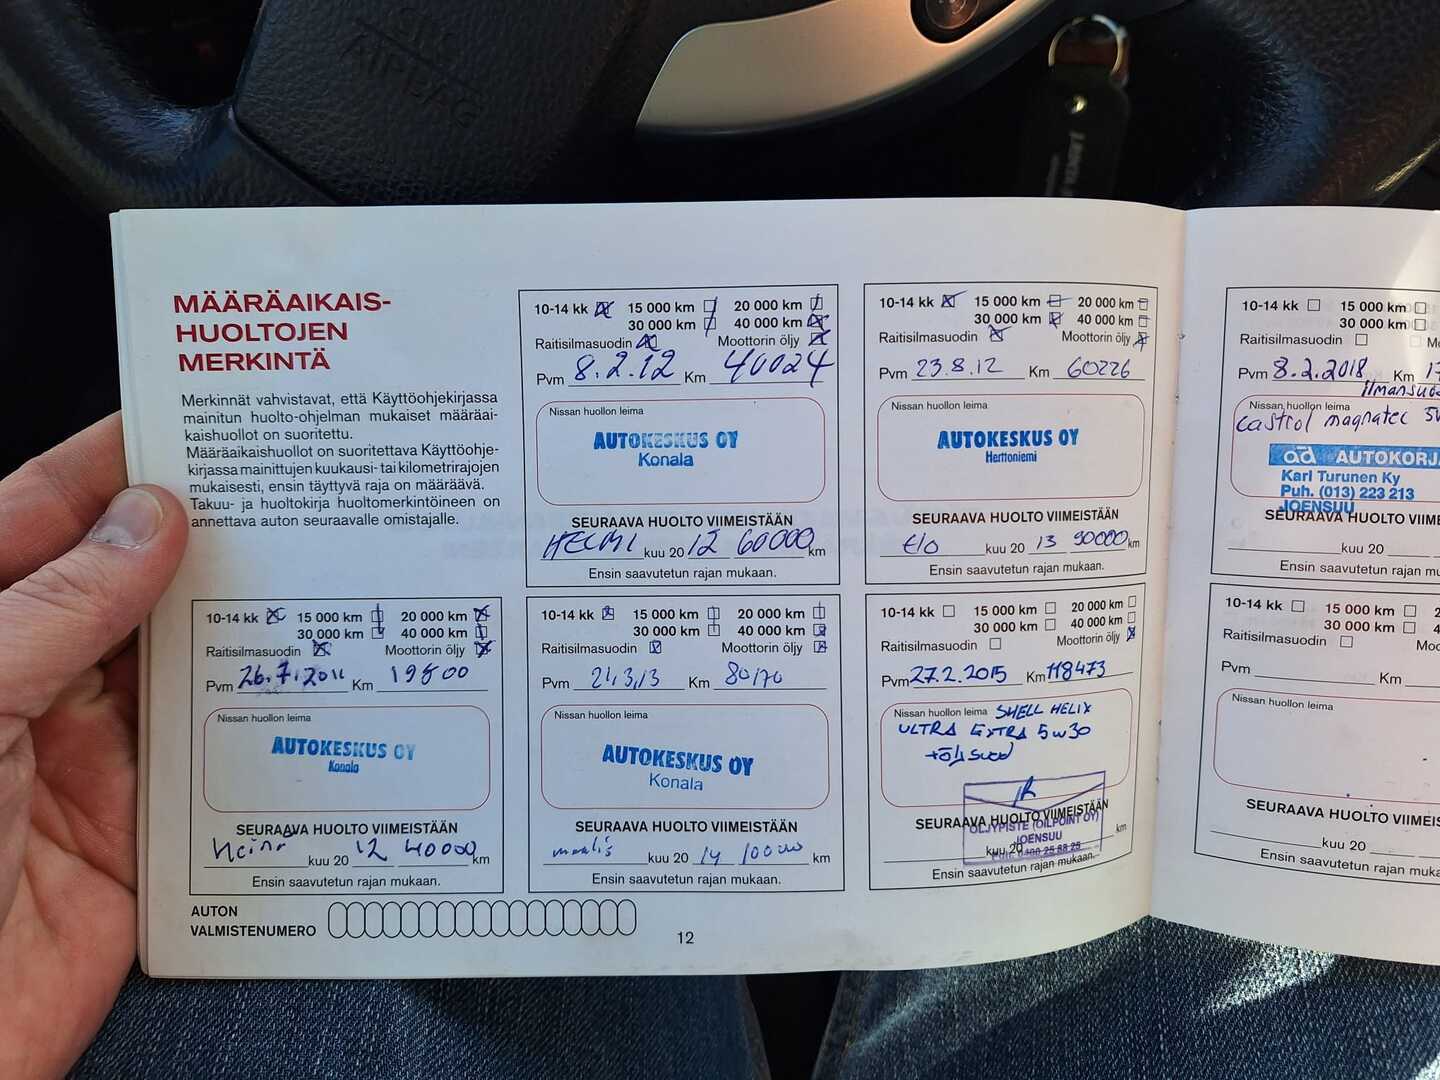 SRS
AIRBAG
MÄÄRÄAIKAIS-
HUOLTOJEN
MERKINTÄ
Merkinnät vahvistavat, että Käyttöohjekirjassa
mainitun huolto-ohjelman mukaiset määräai-
kaishuollot on suoritettu.
Määräaikaishuollot on suoritettava Käyttöohje-
kirjassa mainittujen kuukausi- tai kilometrirajojen
mukaisesti, ensin täyttyvä raja on määräävä.
Takuu- ja huoltokirja huoltomerkintöineen on
annettava auton seuraavalle omistajalle.
10-14 kk 15 000 km 20 000 km
30 000 km 40 000 km
Raitisilmasuodin Moottorin öljy
Pvm 26.7.2011 Km 19800
Nissan huollon leima
AUTOKESKUS OY
Konala
SEURAAVA HUOLTO VIIMEISTÄÄN
Heinä kuu 20 12 40000 km
Ensin saavutetun rajan mukaan.
10-14 kk 15 000 km 20 000 km
30 000 km 40 000 km
Raitisilmasuodin Moottorin öljy
Pvm 8.2.12 Km 40024
Nissan huollon leima
AUTOKESKUS OY
Konala
SEURAAVA HUOLTO VIIMEISTÄÄN
HELMI kuu 20 12 60000 km
Ensin saavutetun rajan mukaan.
10-14 kk 15 000 km 20 000 km
30 000 km 40 000 km
Raitisilmasuodin Moottorin öljy
Pvm 21,3,13 Km 80170
Nissan huollon leima
AUTOKESKUS OY
Konala
SEURAAVA HUOLTO VIIMEISTÄÄN
maalis kuu 20 14 100000 km
Ensin saavutetun rajan mukaan.
10-14 kk 15 000 km 20 000 km
30 000 km 40 000 km
Raitisilmasuodin Moottorin öljy
Pvm 23.8.12 Km 60226
Nissan huollon leima
AUTOKESKUS OY
Herttoniemi
SEURAAVA HUOLTO VIIMEISTÄÄN
elo kuu 20 13 90000 km
Ensin saavutetun rajan mukaan.
10-14 kk 15 000 km 20 000 km
30 000 km 40 000 km
Raitisilmasuodin Moottorin öljy
Pvm 27.2.2015 Km 118473
Nissan huollon leima SHELL HELIX
ULTRA EXTRA 5W30
+öljysuod
SEURAAVA HUOLTO VIIMEISTÄÄN
ÖLJYPISTE (OILPOINT OY)
JOENSUU
kuu 20 km
Ensin saavutetun rajan mukaan.
AUTON
VALMISTENUMERO
12
10-14 kk 15 000 km
30 000 km
Raitisilmasuodin
Pvm 8.2.2018 Km
Nissan huollon leima
castrol magnatec
ad AUTOKORJA
Kari Turunen Ky
Puh. (013) 223 213
JOENSUU
SEURAAVA HUOLTO VIIME
kuu 20
Ensin saavutetun rajan mu
10-14 kk 15 000 km
30 000 km
Raitisilmasuodin Moo
Pvm Km
Nissan huollon leima
SEURAAVA HUOLTO VIIMEIS
kuu 20
Ensin saavutetun rajan muk